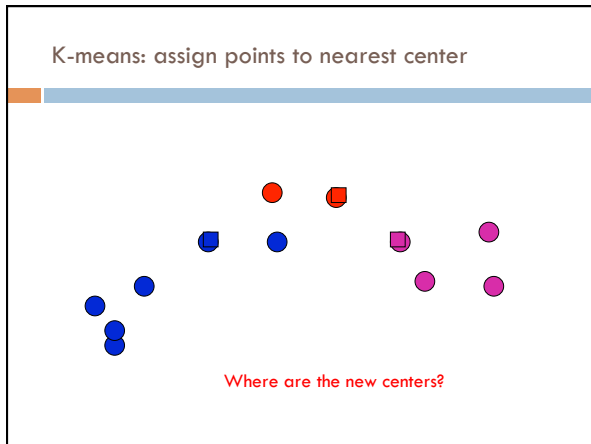 K-means: assign points to nearest center
Where are the new centers?